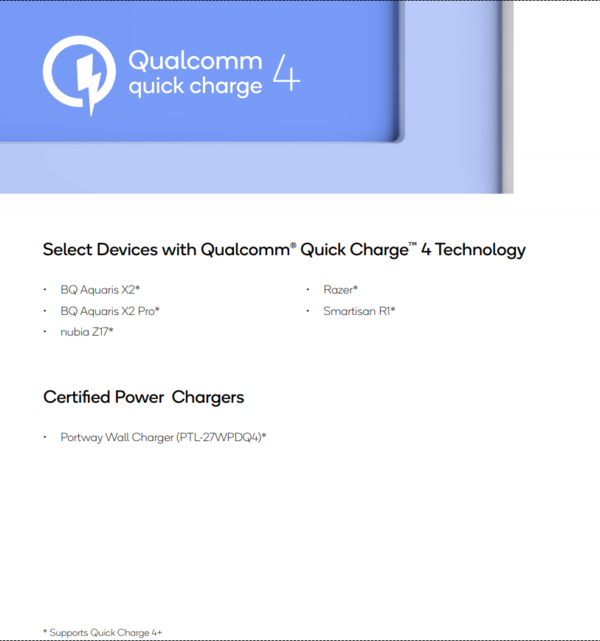 Qualcomm
quick charge 4
Select Devices with Qualcomm® Quick Charge™ 4 Technology
• BQ Aquaris X2*
• BQ Aquaris X2 Pro*
• nubia Z17*
• Razer*
• Smartisan R1*
Certified Power Chargers
• Portway Wall Charger (PTL-27WPDQ4)*
* Supports Quick Charge 4+